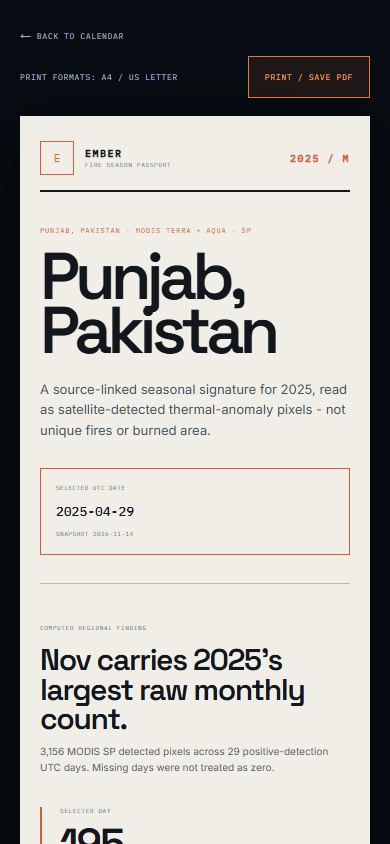 ← BACK TO CALENDAR
PRINT FORMATS: A4 / US LETTER
PRINT / SAVE PDF
E
EMBER
FIRE SEASON PASSPORT
2025 / M
PUNJAB, PAKISTAN · MODIS TERRA + AQUA · SP
Punjab,
Pakistan
A source-linked seasonal signature for 2025, read
as satellite-detected thermal-anomaly pixels - not
unique fires or burned area.
SELECTED UTC DATE
2025-04-29
SNAPSHOT 2026-11-14
COMPUTED REGIONAL FINDING
Nov carries 2025's
largest raw monthly
count.
3,156 MODIS SP detected pixels across 29 positive-detection
UTC days. Missing days were not treated as zero.
SELECTED DAY
195